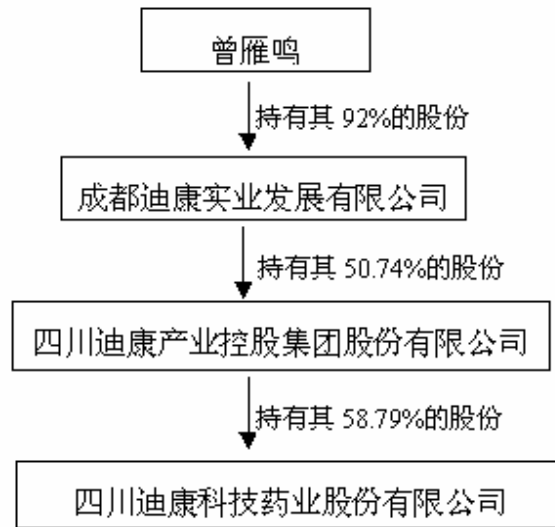 曾雁鸣
持有其 92%的股份
成都迪康实业发展有限公司
持有其 50.74%的股份
四川迪康产业控股集团股份有限公司
持有其 58.79%的股份
四川迪康科技药业股份有限公司